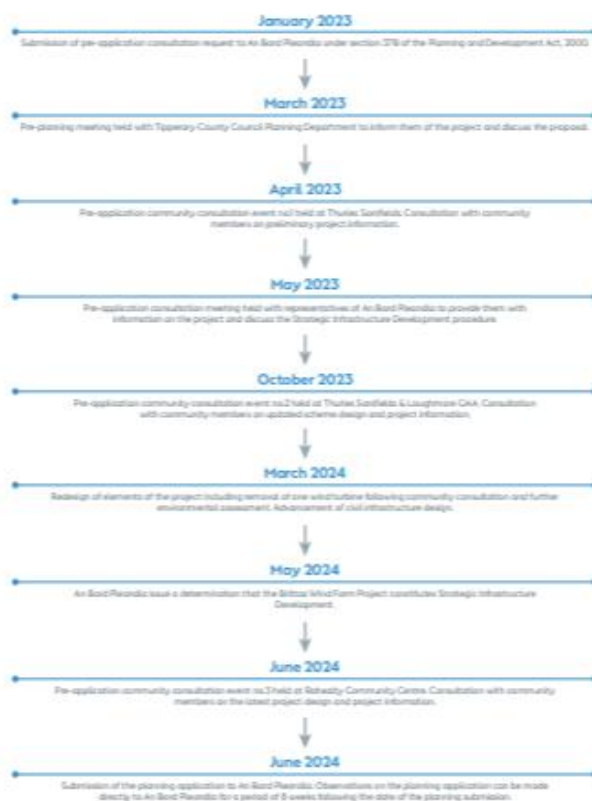 January 2023
Submission of pre-application consultation request to An Bord Pleanála under section 37B of the Planning and Development Act, 2000.
March 2023
Pre-planning meeting held with Tipperary County Council Planning Department to inform them of the project and discuss the proposal.
April 2023
Pre-application community consultation event no.1 held at Thurles Sarsfields. Consultation with community
members on preliminary project information.
May 2023
Pre-application consultation meeting held with representatives of An Bord Pleanála to provide them with
information on the project and discuss the Strategic Infrastructure Development procedure.
October 2023
Pre-application community consultation event no.2 held at Thurles Sarsfields & Loughmore GAA. Consultation
with community members on updated scheme design and project information.
March 2024
Redesign of elements of the project including removal of one wind turbine following community consultation and further
environmental assessment. Advancement of civil infrastructure design.
May 2024
An Bord Pleanála issue a determination that the Brittas Wind Farm Project constitutes Strategic Infrastructure
Development.
June 2024
Pre-application community consultation event no.3 held at Rahealty Community Centre. Consultation with community
members on the latest project design and project information.
June 2024
Submission of the planning application to An Bord Pleanála. Observations on the planning application can be made
directly to An Bord Pleanála for a period of 8 weeks following the date of the planning submission.